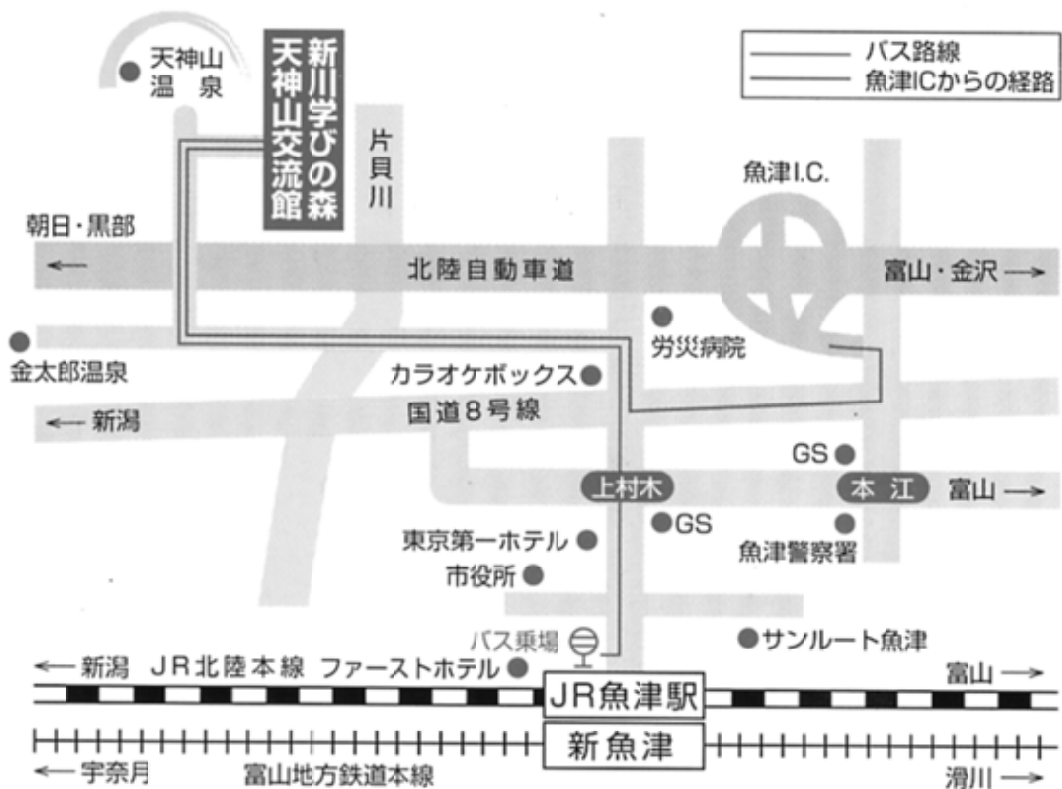 天神山
温泉
新川学びの森
天神山交流館
バス路線
魚津ICからの経路
片貝川
魚津I.C.
朝日・黒部
←
北陸自動車道
富山・金沢
→
労災病院
金太郎温泉
カラオケボックス
国道8号線
← 新潟
GS
上村木
本江
富山 →
GS
東京第一ホテル
魚津警察署
市役所
バス乗場
サンルート魚津
← 新潟
JR北陸本線
ファーストホテル
富山
→
JR魚津駅
新魚津
← 宇奈月
富山地方鉄道本線
滑川
→